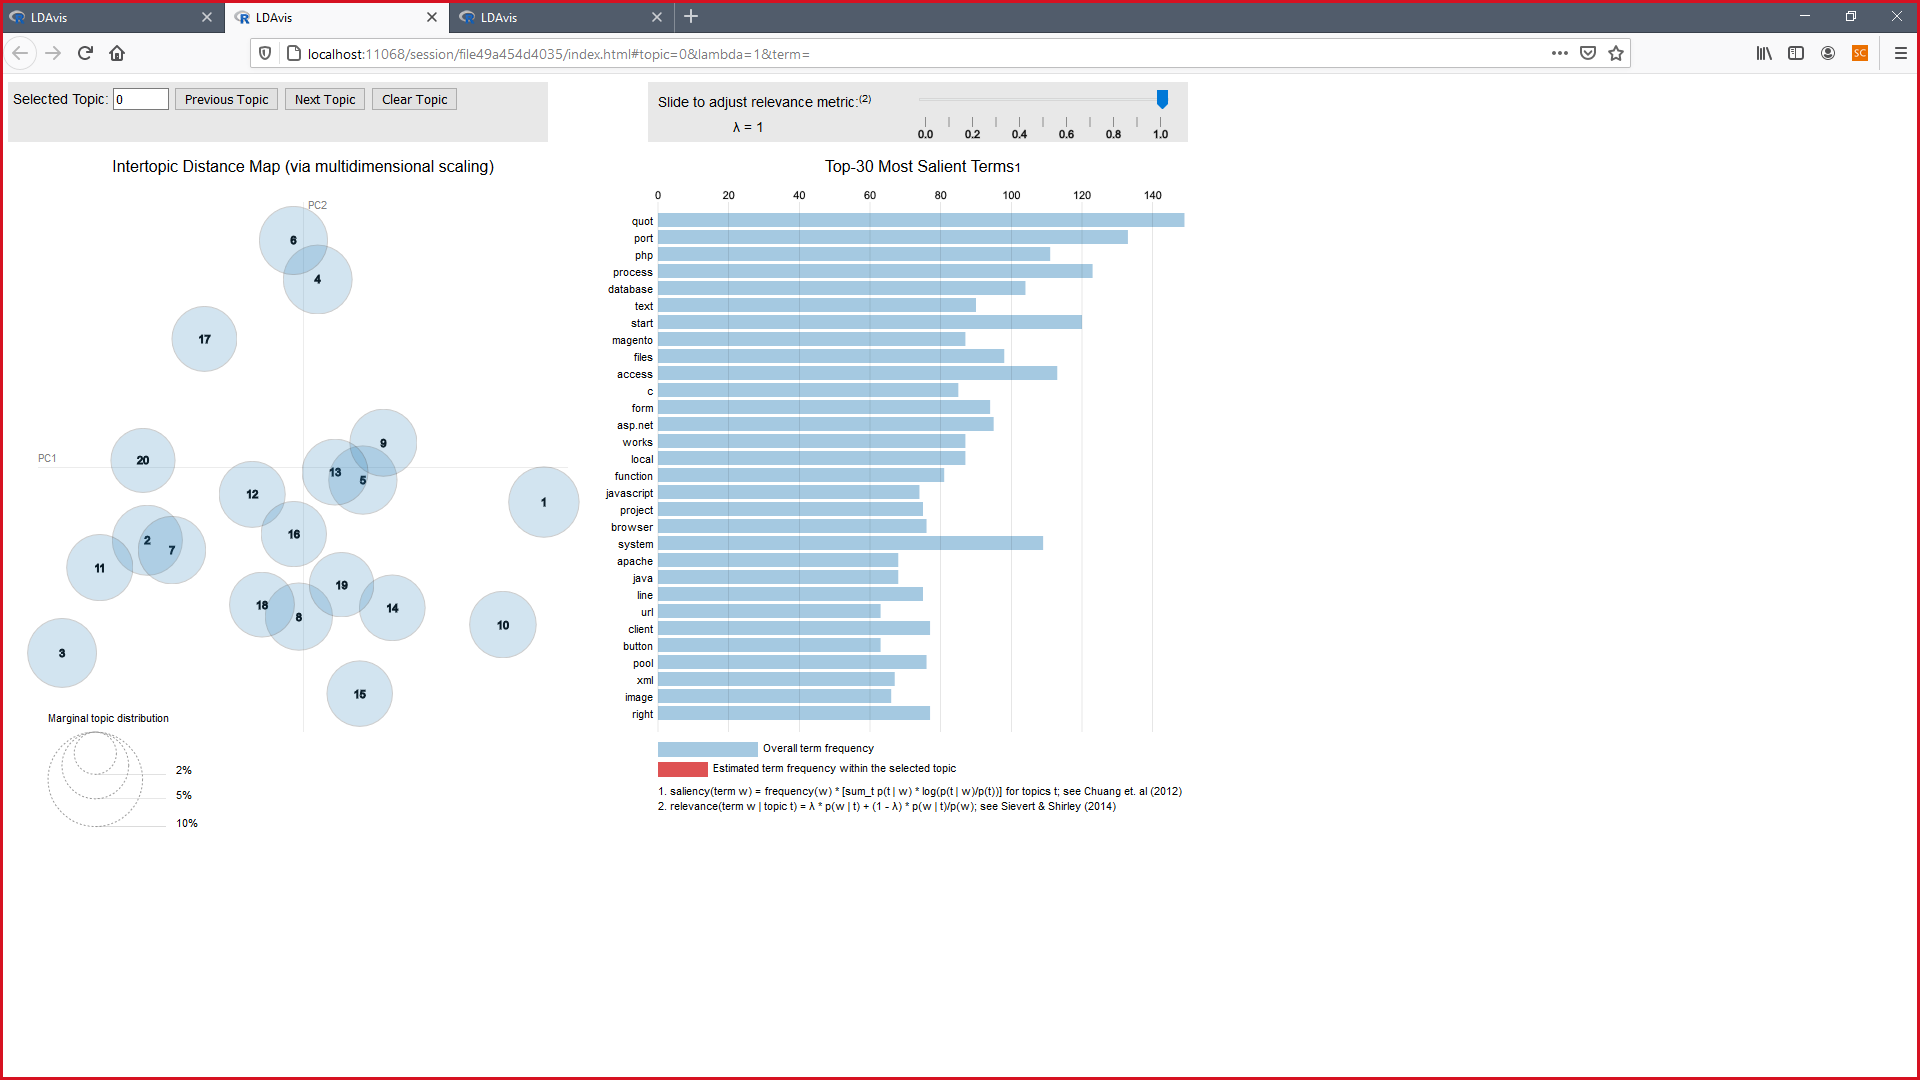 LDAvis
LDAvis
LDAvis
localhost:11068/session/file49a454d4035/index.html#topic=0&lambda=1&term=
SC
Selected Topic: 0 Previous Topic Next Topic Clear Topic
Slide to adjust relevance metric:(2)
λ = 1
0.0 0.2 0.4 0.6 0.8 1.0
Intertopic Distance Map (via multidimensional scaling)
PC2
PC1
6
4
17
9
20
13
5
12
1
16
2
7
11
19
18
14
8
10
3
15
Marginal topic distribution
2%
5%
10%
Top-30 Most Salient Terms1
0 20 40 60 80 100 120 140
quot
port
php
process
database
text
start
magento
files
access
c
form
asp.net
works
local
function
javascript
project
browser
system
apache
java
line
url
client
button
pool
xml
image
right
Overall term frequency
Estimated term frequency within the selected topic
1. saliency(term w) = frequency(w) * [sum_t p(t | w) * log(p(t | w)/p(t))] for topics t; see Chuang et. al (2012)
2. relevance(term w | topic t) = λ * p(w | t) + (1 - λ) * p(w | t)/p(w); see Sievert & Shirley (2014)